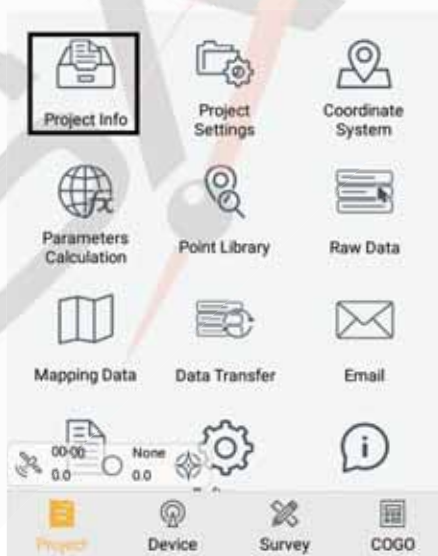 Project Info
Project
Settings
Coordinate
System
Parameters
Calculation
Point Library
Raw Data
Mapping Data
Data Transfer
Email
00:00
None
0.0
0.0
Project
Device
Survey
COGO